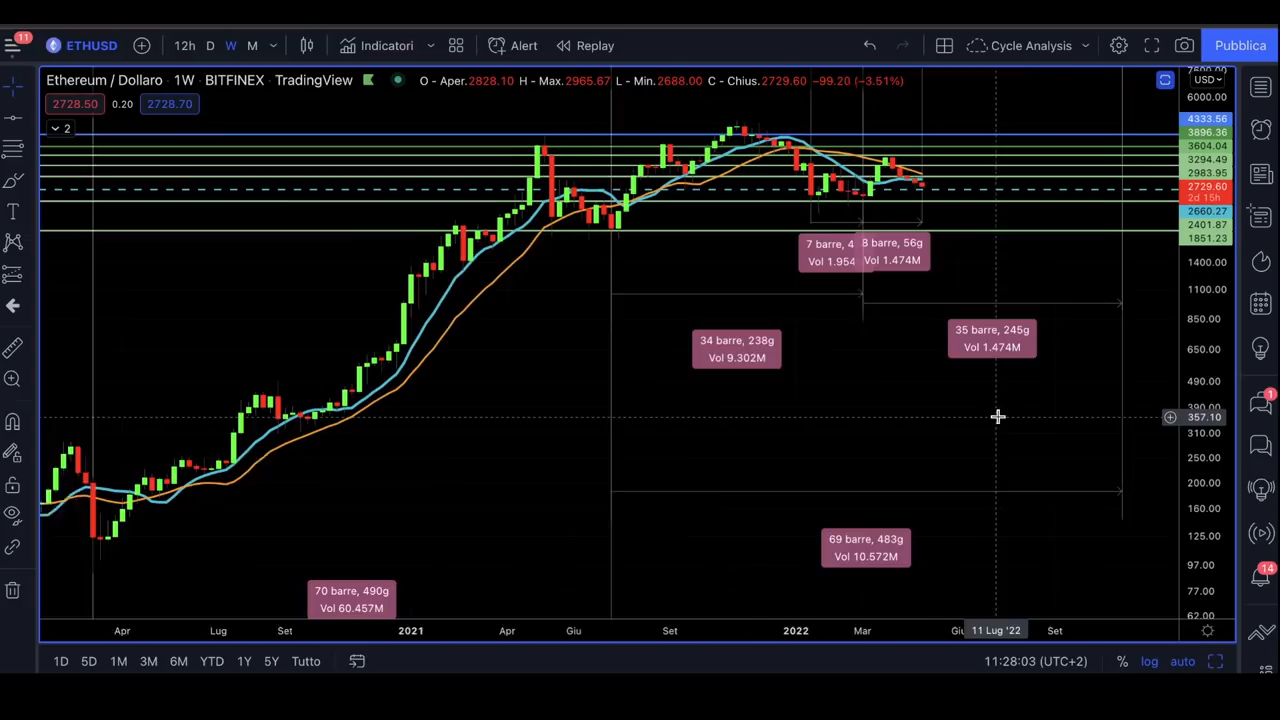 11
ETHUSD
12h D W M
Indicatori
Alert
Replay
Cycle Analysis
Pubblica
Ethereum / Dollaro · 1W · BITFINEX · TradingView
O - Aper.2828.10 H - Max.2965.67 L - Min.2688.00 C - Chius.2729.60 −99.20 (−3.51%)
USD
2728.50 0.20 2728.70
2
6000.00
4333.56
3896.36
3604.04
3294.49
2983.95
2729.60
2d 15h
2660.27
2401.87
1851.23
1400.00
1100.00
850.00
650.00
490.00
390.00
357.10
310.00
250.00
200.00
160.00
125.00
97.00
77.00
62.00
7 barre, 4
Vol 1.954
8 barre, 56g
Vol 1.474M
34 barre, 238g
Vol 9.302M
35 barre, 245g
Vol 1.474M
69 barre, 483g
Vol 10.572M
70 barre, 490g
Vol 60.457M
Apr Lug Set 2021 Apr Giu Set 2022 Mar Giu 11 Lug '22 Set
1D 5D 1M 3M 6M YTD 1Y 5Y Tutto
11:28:03 (UTC+2) % log auto
1
14